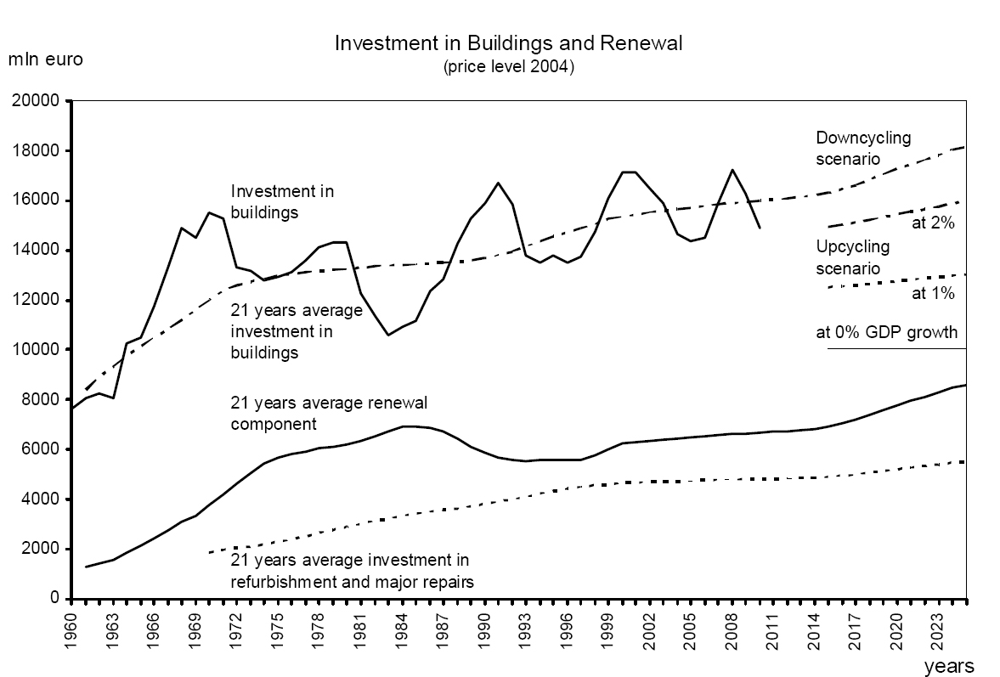 Investment in Buildings and Renewal
(price level 2004)
mln euro
20000
18000
16000
14000
12000
10000
8000
6000
4000
2000
0
Downcycling
scenario
Investment in
buildings
at 2%
Upcycling
scenario
at 1%
21 years average
investment in
buildings
at 0% GDP growth
21 years average renewal
component
21 years average investment in
refurbishment and major repairs
1960
1963
1966
1969
1972
1975
1978
1981
1984
1987
1990
1993
1996
1999
2002
2005
2008
2011
2014
2017
2020
2023
years